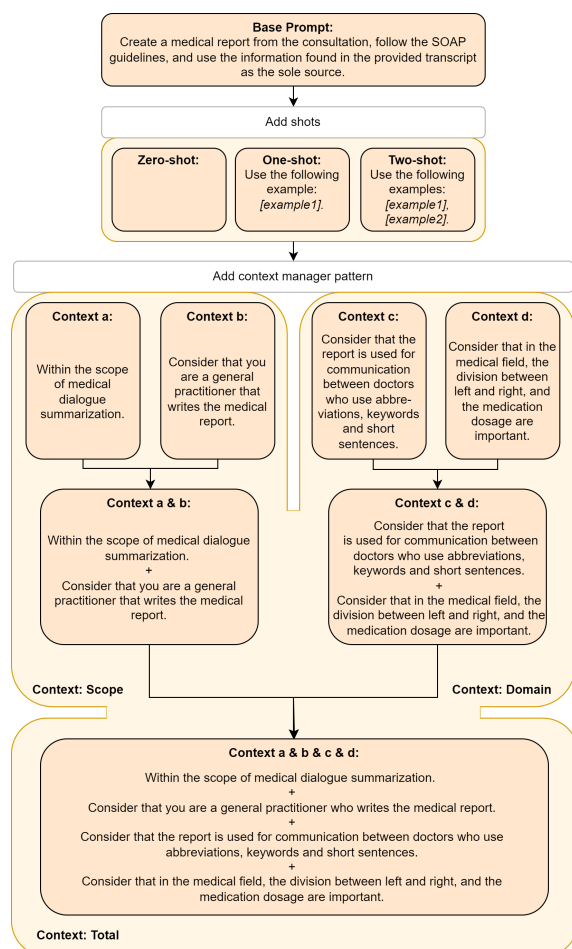 Base Prompt:
Create a medical report from the consultation, follow the SOAP
guidelines, and use the information found in the provided transcript
as the sole source.
Add shots
Zero-shot:
One-shot:
Use the following
example:
[example1].
Two-shot:
Use the following
examples:
[example1],
[example2].
Add context manager pattern
Context a:
Within the scope
of medical
dialogue
summarization.
Context b:
Consider that you
are a general
practitioner that
writes the medical
report.
Context c:
Consider that the
report is used for
communication
between doctors
who use abbre-
viations, keywords
and short
sentences.
Context d:
Consider that in the
medical field, the
division between
left and right, and
the medication
dosage are
important.
Context a & b:
Within the scope of medical dialogue
summarization.
+
Consider that you are a general
practitioner that writes the medical
report.
Context c & d:
Consider that the report
is used for communication between
doctors who use abbreviations,
keywords and short sentences.
+
Consider that in the medical field, the
division between left and right, and the
medication dosage are important.
Context: Scope
Context: Domain
Context a & b & c & d:
Within the scope of medical dialogue summarization.
+
Consider that you are a general practitioner who writes the medical report.
+
Consider that the report is used for communication between doctors who use
abbreviations, keywords and short sentences.
+
Consider that in the medical field, the division between left and right, and the
medication dosage are important.
Context: Total